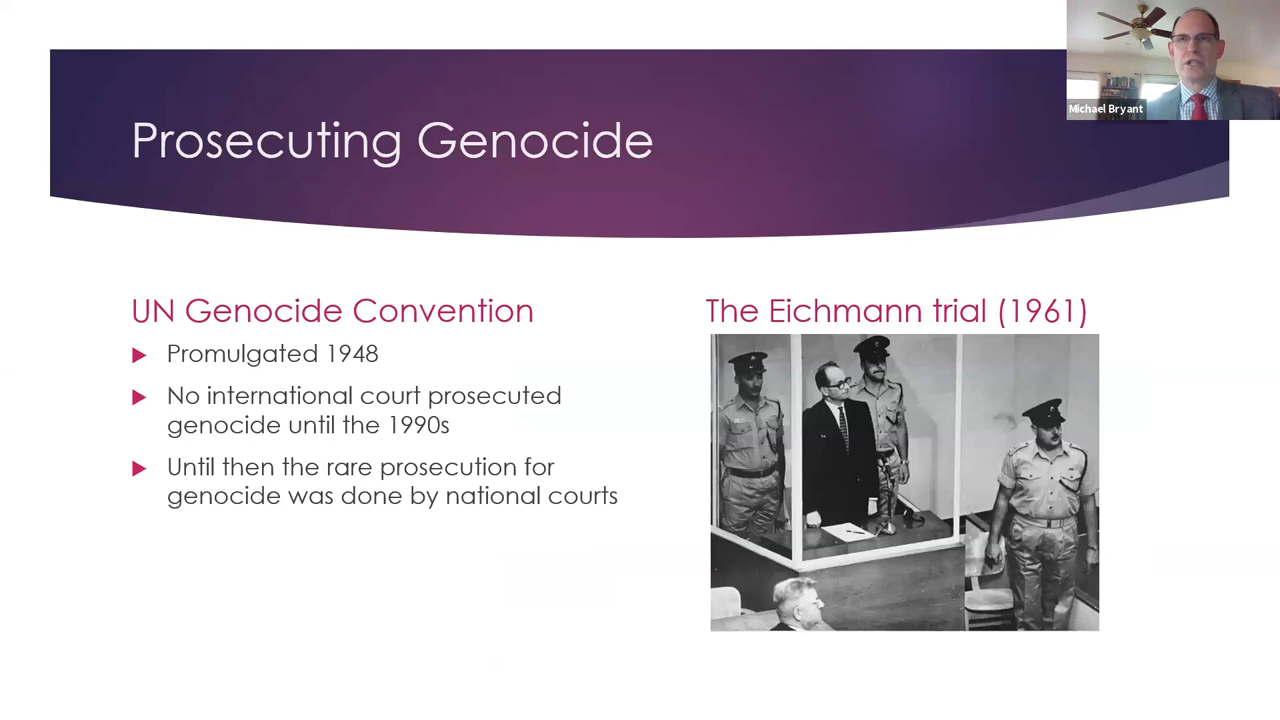 Michael Bryant
Prosecuting Genocide
UN Genocide Convention
Promulgated 1948
No international court prosecuted
genocide until the 1990s
Until then the rare prosecution for
genocide was done by national courts
The Eichmann trial (1961)